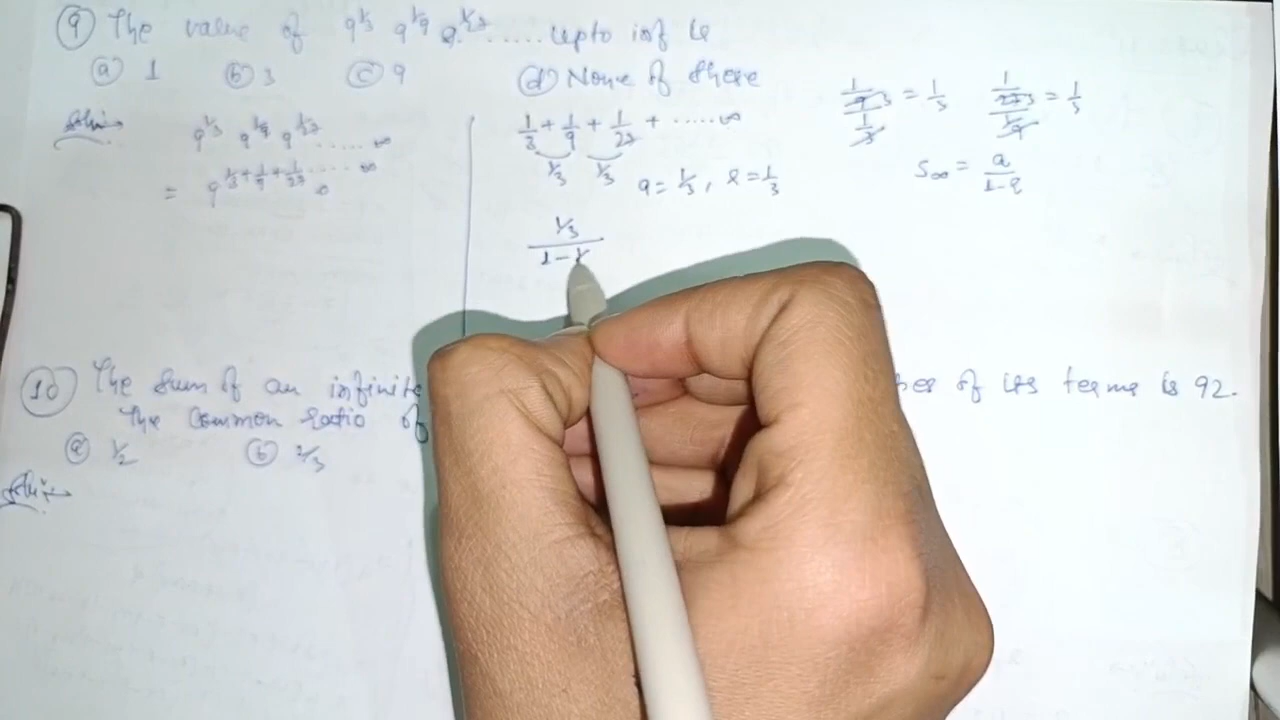 9 The value of 9^1/3 9^1/9 9^1/27 ...... upto inf is
(a) 1 (b) 3 (c) 9 (d) None of these
Soln:
9^1/3 9^1/9 9^1/27 ..... ∞
= 9^1/3+1/9+1/27 ..... ∞
1/3 + 1/9 + 1/27 + ...... ∞
1/3 1/3 a = 1/3, r = 1/3
1/9 / 1/3 = 1/3 1/27 / 1/9 = 1/3
S∞ = a/1-r
1/3 / 1-
10 The sum of an infinite of its terms is 92.
The common ratio of
(a) 1/2 (b) 2/3
Soln: